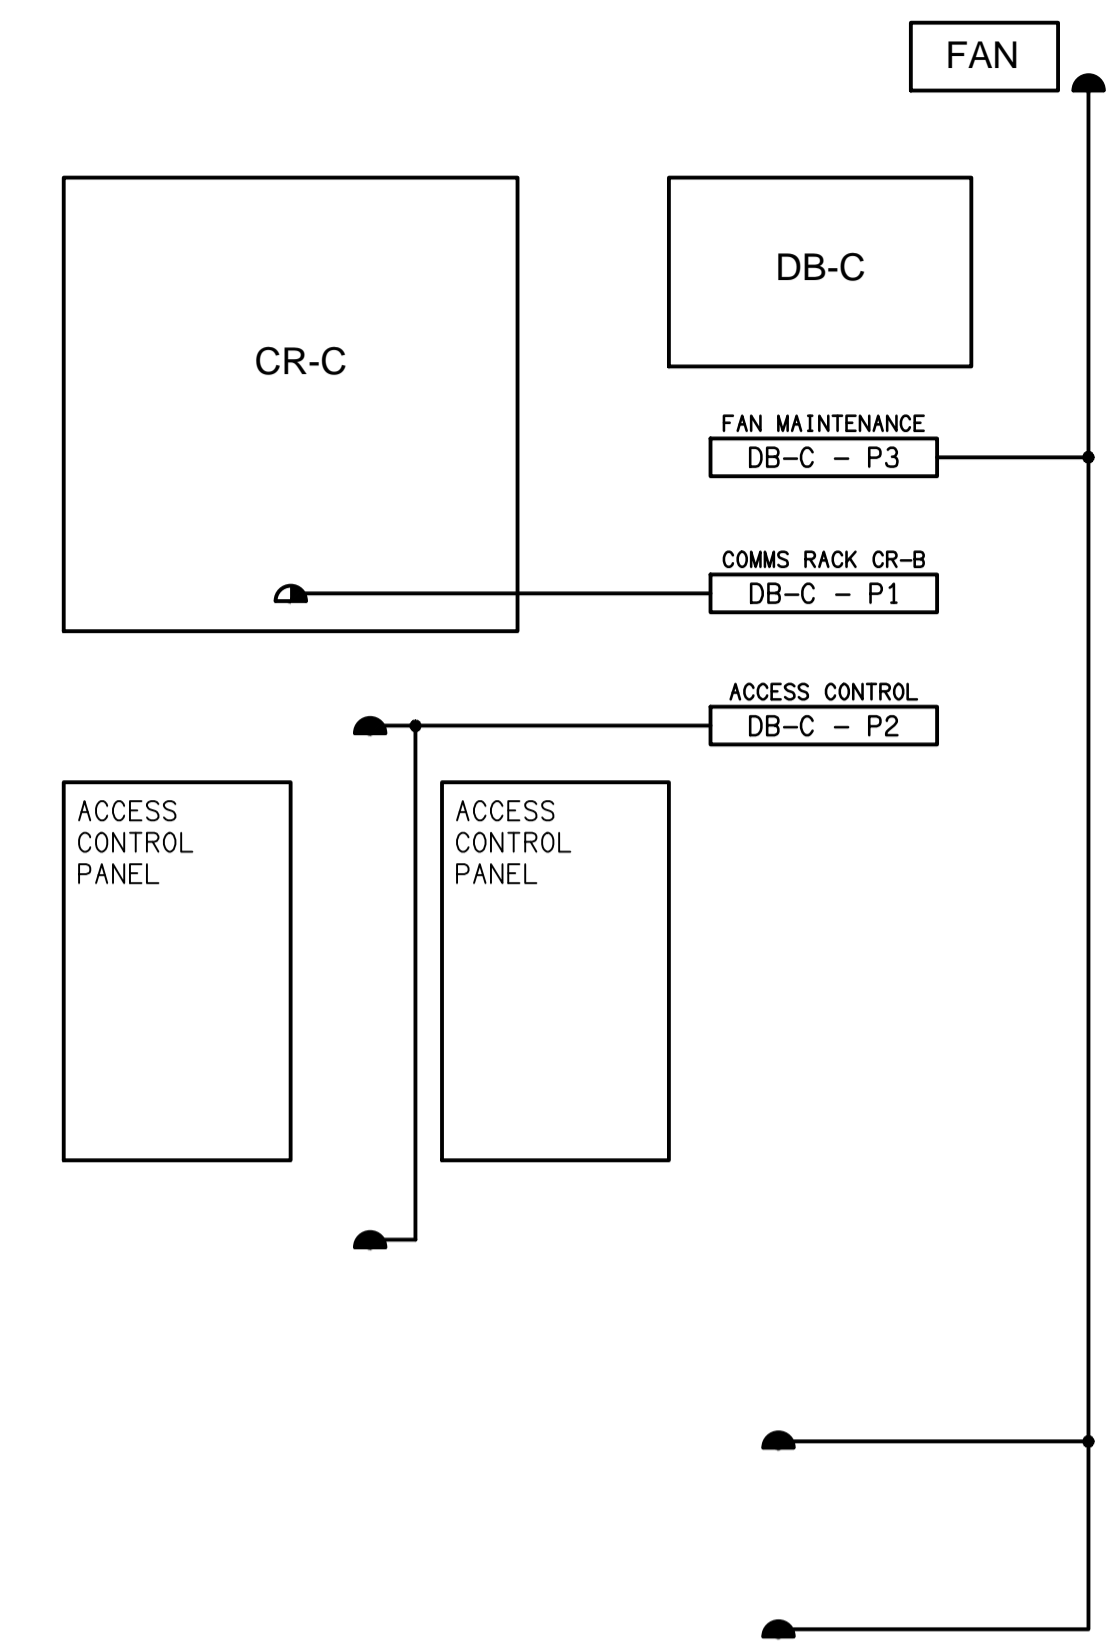 FAN
DB-C
CR-C
FAN MAINTENANCE
DB-C - P3
COMMS RACK CR-B
DB-C - P1
ACCESS CONTROL
DB-C - P2
ACCESS
CONTROL
PANEL
ACCESS
CONTROL
PANEL